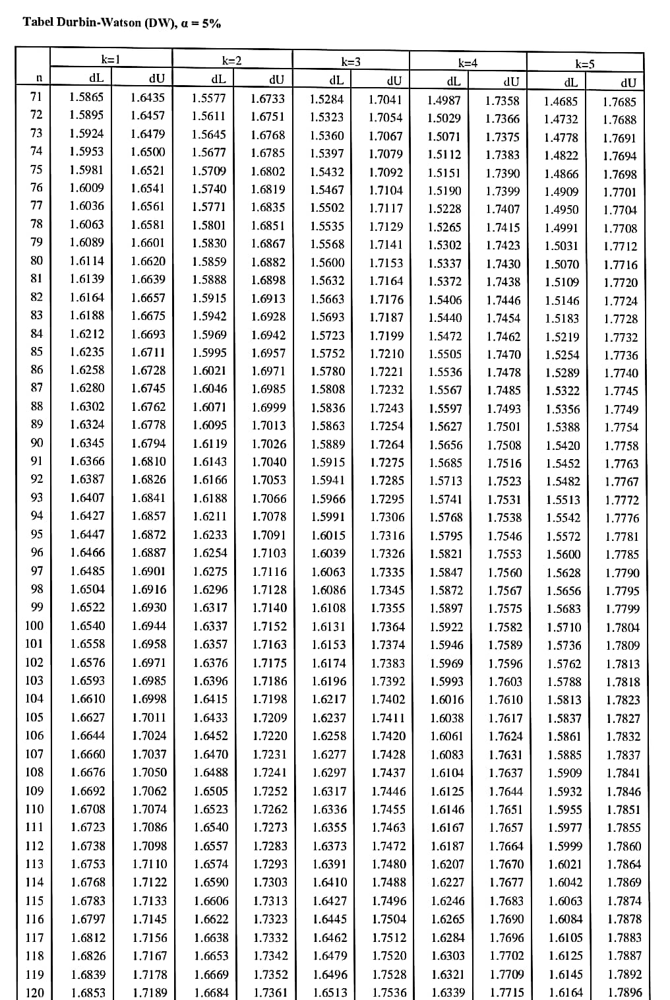 Tabel Durbin-Watson (DW), α = 5%
k=1 k=2 k=3 k=4 k=5
n dL dU dL dU dL dU dL dU dL dU
71 1.5865 1.6435 1.5577 1.6733 1.5284 1.7041 1.4987 1.7358 1.4685 1.7685
72 1.5895 1.6457 1.5611 1.6751 1.5323 1.7054 1.5029 1.7366 1.4732 1.7688
73 1.5924 1.6479 1.5645 1.6768 1.5360 1.7067 1.5071 1.7375 1.4778 1.7691
74 1.5953 1.6500 1.5677 1.6785 1.5397 1.7079 1.5112 1.7383 1.4822 1.7694
75 1.5981 1.6521 1.5709 1.6802 1.5432 1.7092 1.5151 1.7390 1.4866 1.7698
76 1.6009 1.6541 1.5740 1.6819 1.5467 1.7104 1.5190 1.7399 1.4909 1.7701
77 1.6036 1.6561 1.5771 1.6835 1.5502 1.7117 1.5228 1.7407 1.4950 1.7704
78 1.6063 1.6581 1.5801 1.6851 1.5535 1.7129 1.5265 1.7415 1.4991 1.7708
79 1.6089 1.6601 1.5830 1.6867 1.5568 1.7141 1.5302 1.7423 1.5031 1.7712
80 1.6114 1.6620 1.5859 1.6882 1.5600 1.7153 1.5337 1.7430 1.5070 1.7716
81 1.6139 1.6639 1.5888 1.6898 1.5632 1.7164 1.5372 1.7438 1.5109 1.7720
82 1.6164 1.6657 1.5915 1.6913 1.5663 1.7176 1.5406 1.7446 1.5146 1.7724
83 1.6188 1.6675 1.5942 1.6928 1.5693 1.7187 1.5440 1.7454 1.5183 1.7728
84 1.6212 1.6693 1.5969 1.6942 1.5723 1.7199 1.5472 1.7462 1.5219 1.7732
85 1.6235 1.6711 1.5995 1.6957 1.5752 1.7210 1.5505 1.7470 1.5254 1.7736
86 1.6258 1.6728 1.6021 1.6971 1.5780 1.7221 1.5536 1.7478 1.5289 1.7740
87 1.6280 1.6745 1.6046 1.6985 1.5808 1.7232 1.5567 1.7485 1.5322 1.7745
88 1.6302 1.6762 1.6071 1.6999 1.5836 1.7243 1.5597 1.7493 1.5356 1.7749
89 1.6324 1.6778 1.6095 1.7013 1.5863 1.7254 1.5627 1.7501 1.5388 1.7754
90 1.6345 1.6794 1.6119 1.7026 1.5889 1.7264 1.5656 1.7508 1.5420 1.7758
91 1.6366 1.6810 1.6143 1.7040 1.5915 1.7275 1.5685 1.7516 1.5452 1.7763
92 1.6387 1.6826 1.6166 1.7053 1.5941 1.7285 1.5713 1.7523 1.5482 1.7767
93 1.6407 1.6841 1.6188 1.7066 1.5966 1.7295 1.5741 1.7531 1.5513 1.7772
94 1.6427 1.6857 1.6211 1.7078 1.5991 1.7306 1.5768 1.7538 1.5542 1.7776
95 1.6447 1.6872 1.6233 1.7091 1.6015 1.7316 1.5795 1.7546 1.5572 1.7781
96 1.6466 1.6887 1.6254 1.7103 1.6039 1.7326 1.5821 1.7553 1.5600 1.7785
97 1.6485 1.6901 1.6275 1.7116 1.6063 1.7335 1.5847 1.7560 1.5628 1.7790
98 1.6504 1.6916 1.6296 1.7128 1.6086 1.7345 1.5872 1.7567 1.5656 1.7795
99 1.6522 1.6930 1.6317 1.7140 1.6108 1.7355 1.5897 1.7575 1.5683 1.7799
100 1.6540 1.6944 1.6337 1.7152 1.6131 1.7364 1.5922 1.7582 1.5710 1.7804
101 1.6558 1.6958 1.6357 1.7163 1.6153 1.7374 1.5946 1.7589 1.5736 1.7809
102 1.6576 1.6971 1.6376 1.7175 1.6174 1.7383 1.5969 1.7596 1.5762 1.7813
103 1.6593 1.6985 1.6396 1.7186 1.6196 1.7392 1.5993 1.7603 1.5788 1.7818
104 1.6610 1.6998 1.6415 1.7198 1.6217 1.7402 1.6016 1.7610 1.5813 1.7823
105 1.6627 1.7011 1.6433 1.7209 1.6237 1.7411 1.6038 1.7617 1.5837 1.7827
106 1.6644 1.7024 1.6452 1.7220 1.6258 1.7420 1.6061 1.7624 1.5861 1.7832
107 1.6660 1.7037 1.6470 1.7231 1.6277 1.7428 1.6083 1.7631 1.5885 1.7837
108 1.6676 1.7050 1.6488 1.7241 1.6297 1.7437 1.6104 1.7637 1.5909 1.7841
109 1.6692 1.7062 1.6505 1.7252 1.6317 1.7446 1.6125 1.7644 1.5932 1.7846
110 1.6708 1.7074 1.6523 1.7262 1.6336 1.7455 1.6146 1.7651 1.5955 1.7851
111 1.6723 1.7086 1.6540 1.7273 1.6355 1.7463 1.6167 1.7657 1.5977 1.7855
112 1.6738 1.7098 1.6557 1.7283 1.6373 1.7472 1.6187 1.7664 1.5999 1.7860
113 1.6753 1.7110 1.6574 1.7293 1.6391 1.7480 1.6207 1.7670 1.6021 1.7864
114 1.6768 1.7122 1.6590 1.7303 1.6410 1.7488 1.6227 1.7677 1.6042 1.7869
115 1.6783 1.7133 1.6606 1.7313 1.6427 1.7496 1.6246 1.7683 1.6063 1.7874
116 1.6797 1.7145 1.6622 1.7323 1.6445 1.7504 1.6265 1.7690 1.6084 1.7878
117 1.6812 1.7156 1.6638 1.7332 1.6462 1.7512 1.6284 1.7696 1.6105 1.7883
118 1.6826 1.7167 1.6653 1.7342 1.6479 1.7520 1.6303 1.7702 1.6125 1.7887
119 1.6839 1.7178 1.6669 1.7352 1.6496 1.7528 1.6321 1.7709 1.6145 1.7892
120 1.6853 1.7189 1.6684 1.7361 1.6513 1.7536 1.6339 1.7715 1.6164 1.7896